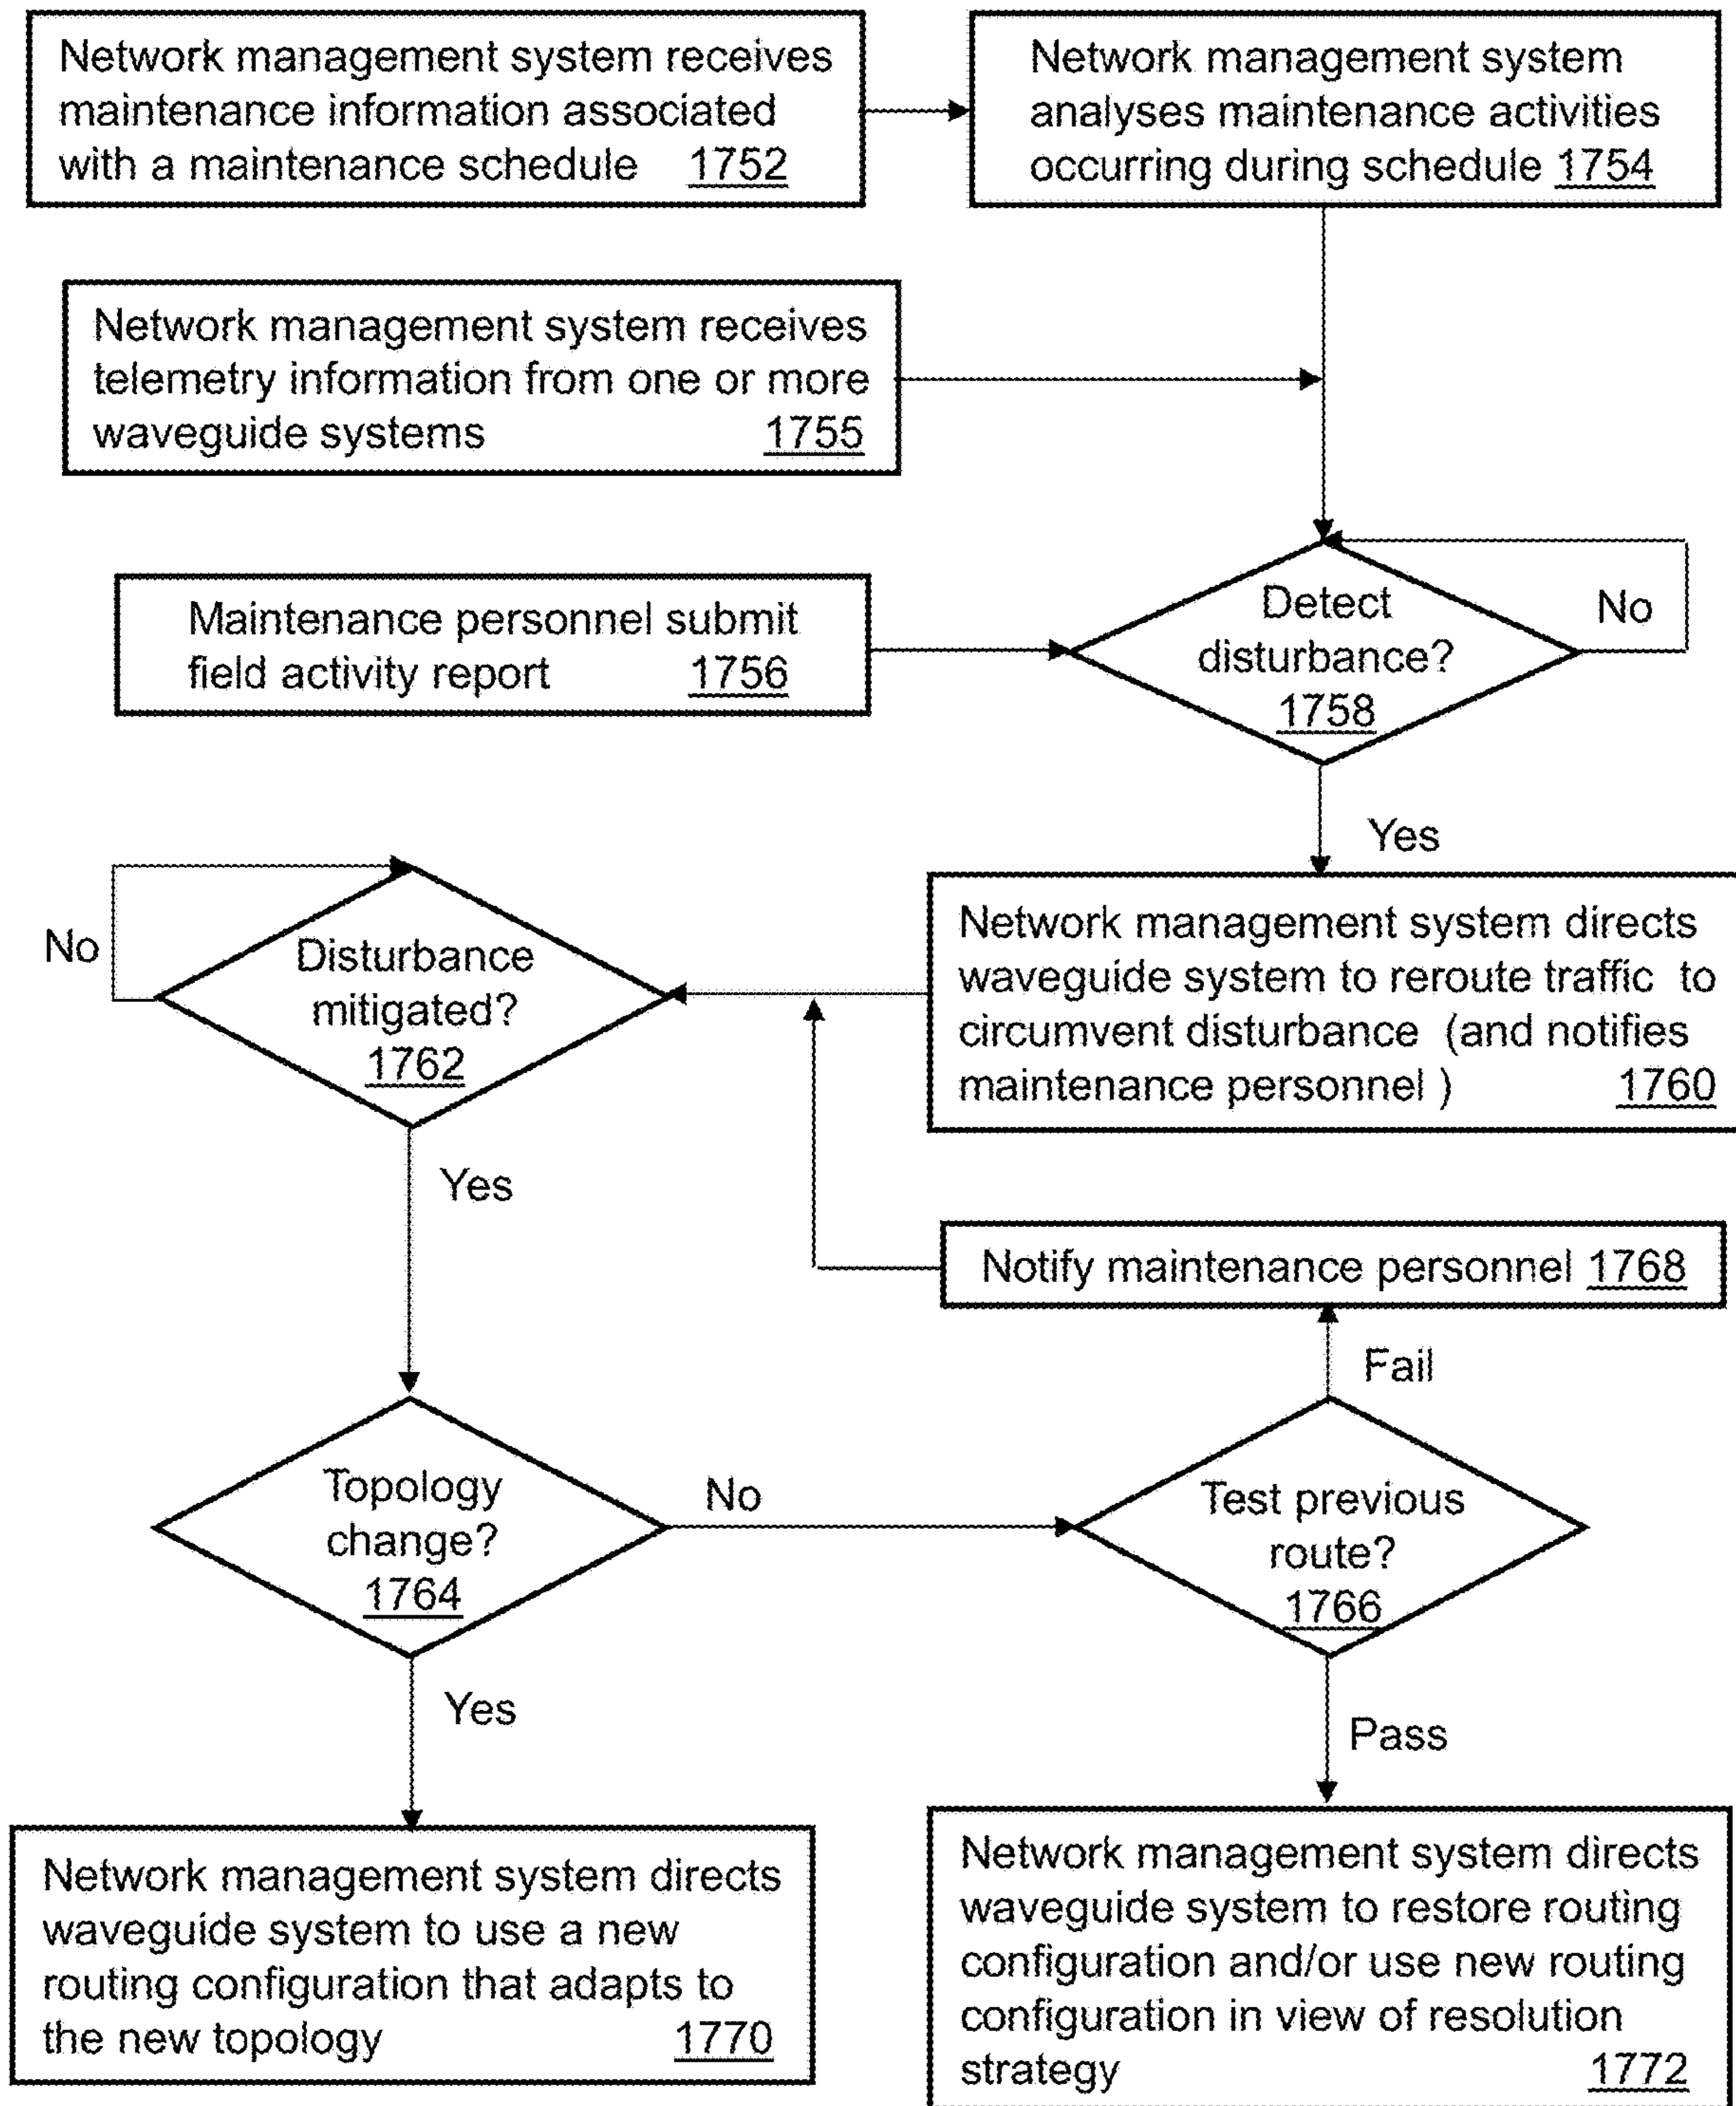 Network management system receives
maintenance information associated
with a maintenance schedule 1752
Network management system
analyses maintenance activities
occurring during schedule 1754
Network management system receives
telemetry information from one or more
waveguide systems 1755
Maintenance personnel submit
field activity report 1756
Detect
disturbance?
1758
No
Yes
Network management system directs
waveguide system to reroute traffic to
circumvent disturbance (and notifies
maintenance personnel ) 1760
No
Disturbance
mitigated?
1762
Yes
Notify maintenance personnel 1768
Fail
Topology
change?
1764
No
Test previous
route?
1766
Yes
Pass
Network management system directs
waveguide system to use a new
routing configuration that adapts to
the new topology 1770
Network management system directs
waveguide system to restore routing
configuration and/or use new routing
configuration in view of resolution
strategy 1772